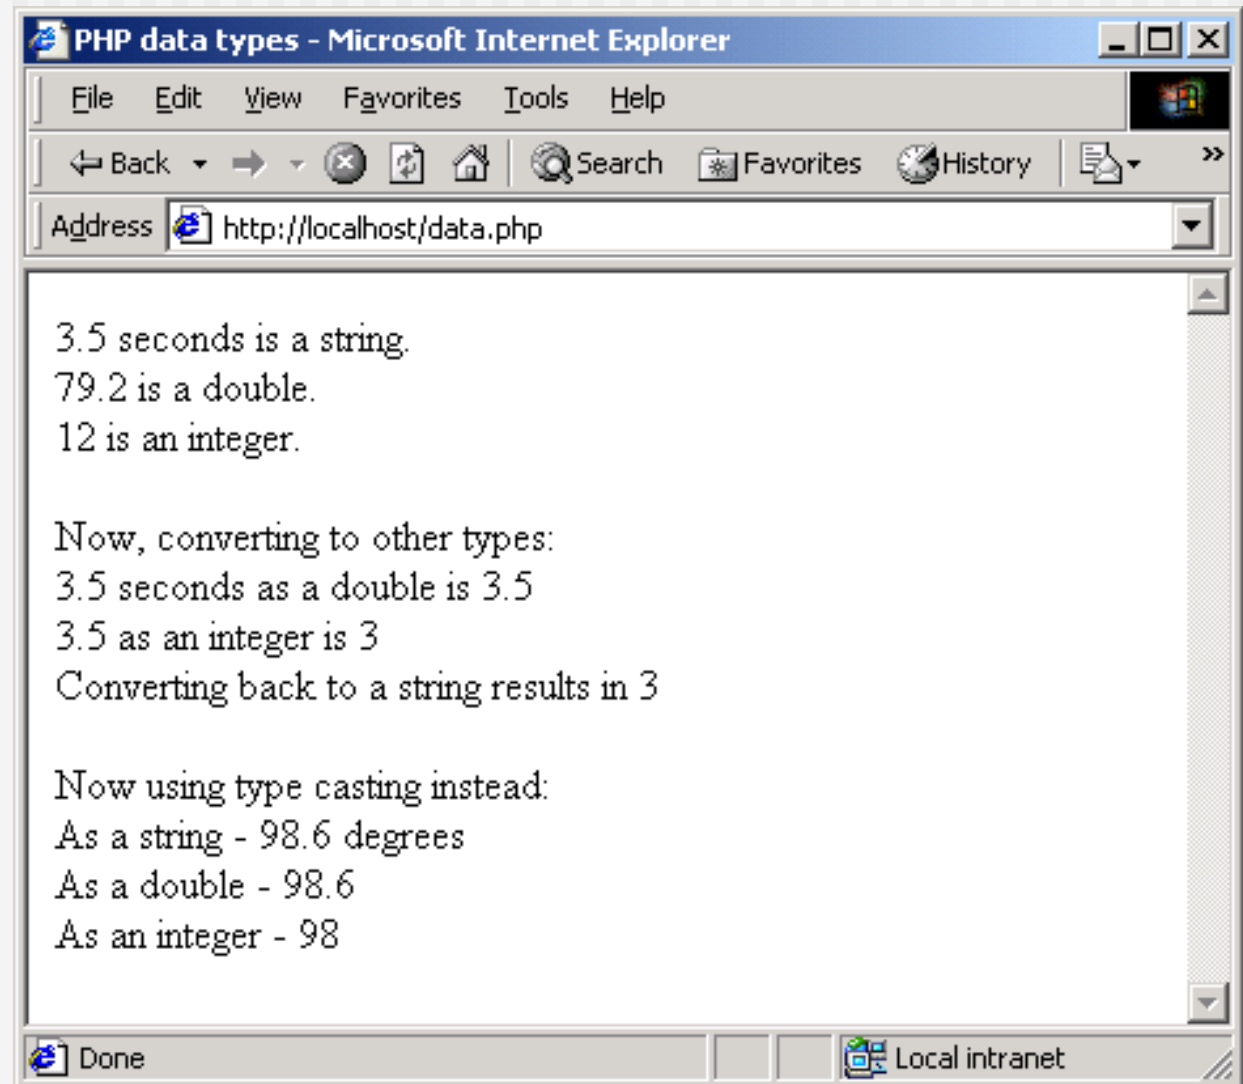 PHP data types - Microsoft Internet Explorer
File Edit View Favorites Tools Help
Back Search Favorites History »
Address http://localhost/data.php
3.5 seconds is a string.
79.2 is a double.
12 is an integer.
Now, converting to other types:
3.5 seconds as a double is 3.5
3.5 as an integer is 3
Converting back to a string results in 3
Now using type casting instead:
As a string - 98.6 degrees
As a double - 98.6
As an integer - 98
Done Local intranet